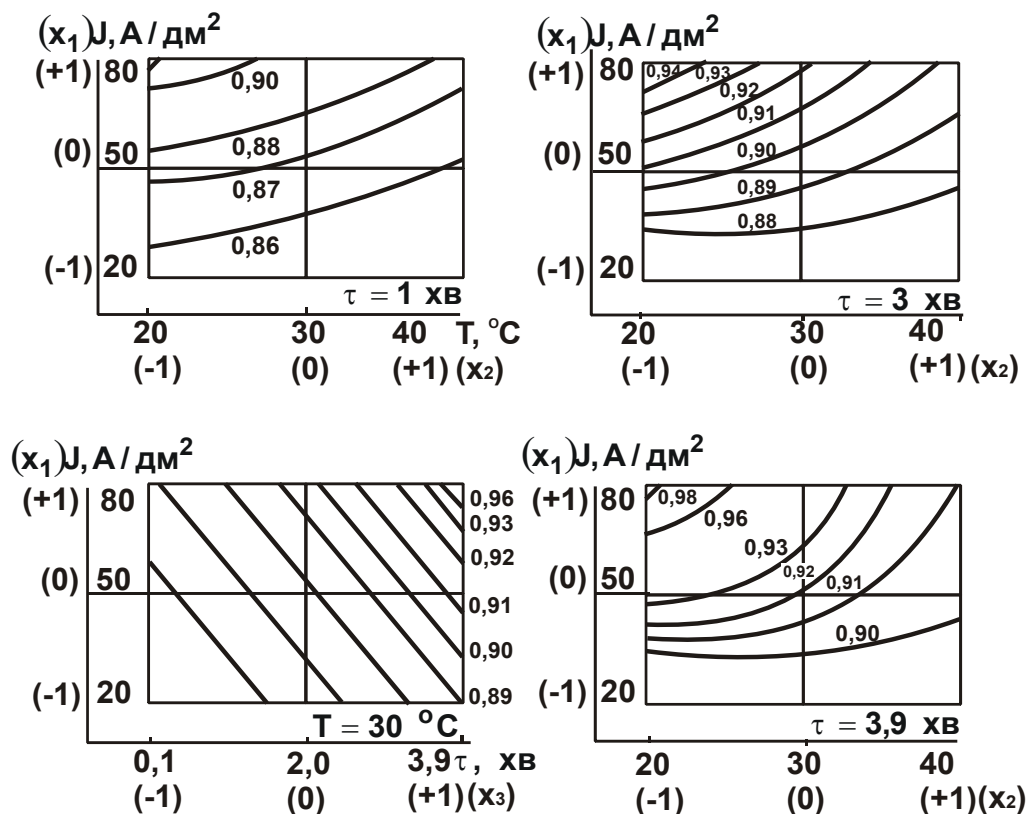 (x₁)J, А / дм²
(+1) 80
0,90
(0) 50
0,88
0,87
0,86
(-1) 20
τ = 1 хв
20 30 40 T, °C
(-1) (0) (+1) (x₂)
(x₁)J, А / дм²
(+1) 80
0,94 0,93
0,92
0,91
(0) 50
0,90
0,89
0,88
(-1) 20
τ = 3 хв
20 30 40
(-1) (0) (+1) (x₂)
(x₁)J, А / дм²
(+1) 80
0,96
0,93
0,92
(0) 50
0,91
0,90
(-1) 20
0,89
T = 30 °C
0,1 2,0 3,9 τ, хв
(-1) (0) (+1) (x₃)
(x₁)J, А / дм²
(+1) 80
0,98
0,96
0,93
(0) 50
0,92 0,91
0,90
(-1) 20
τ = 3,9 хв
20 30 40
(-1) (0) (+1) (x₂)